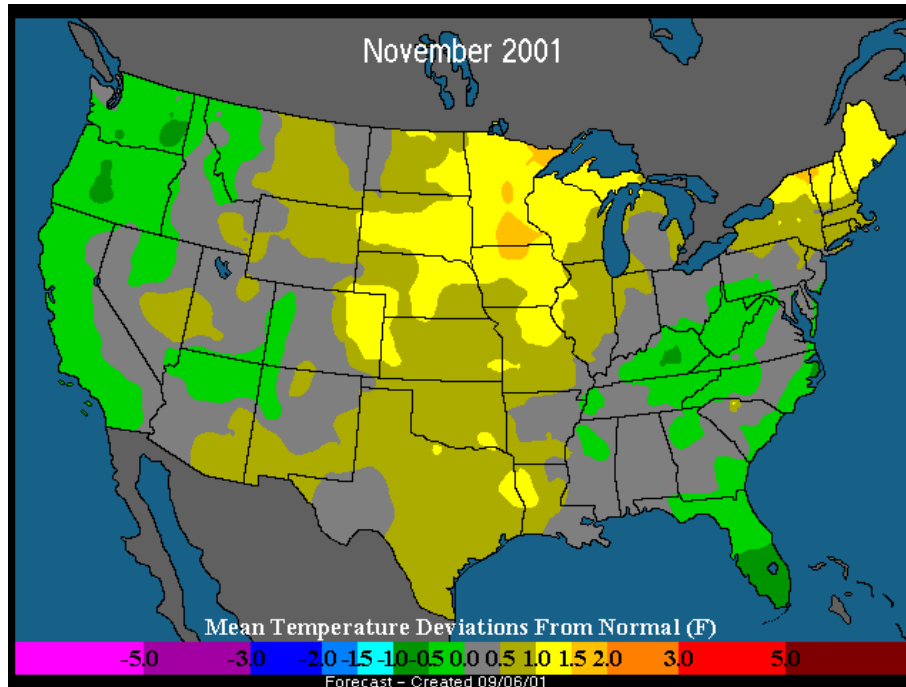 November 2001
Mean Temperature Deviations From Normal (F)
-5.0 -3.0 -2.0 -1.5 -1.0 -0.5 0.0 0.5 1.0 1.5 2.0 3.0 5.0
Forecast - Created 09/06/01